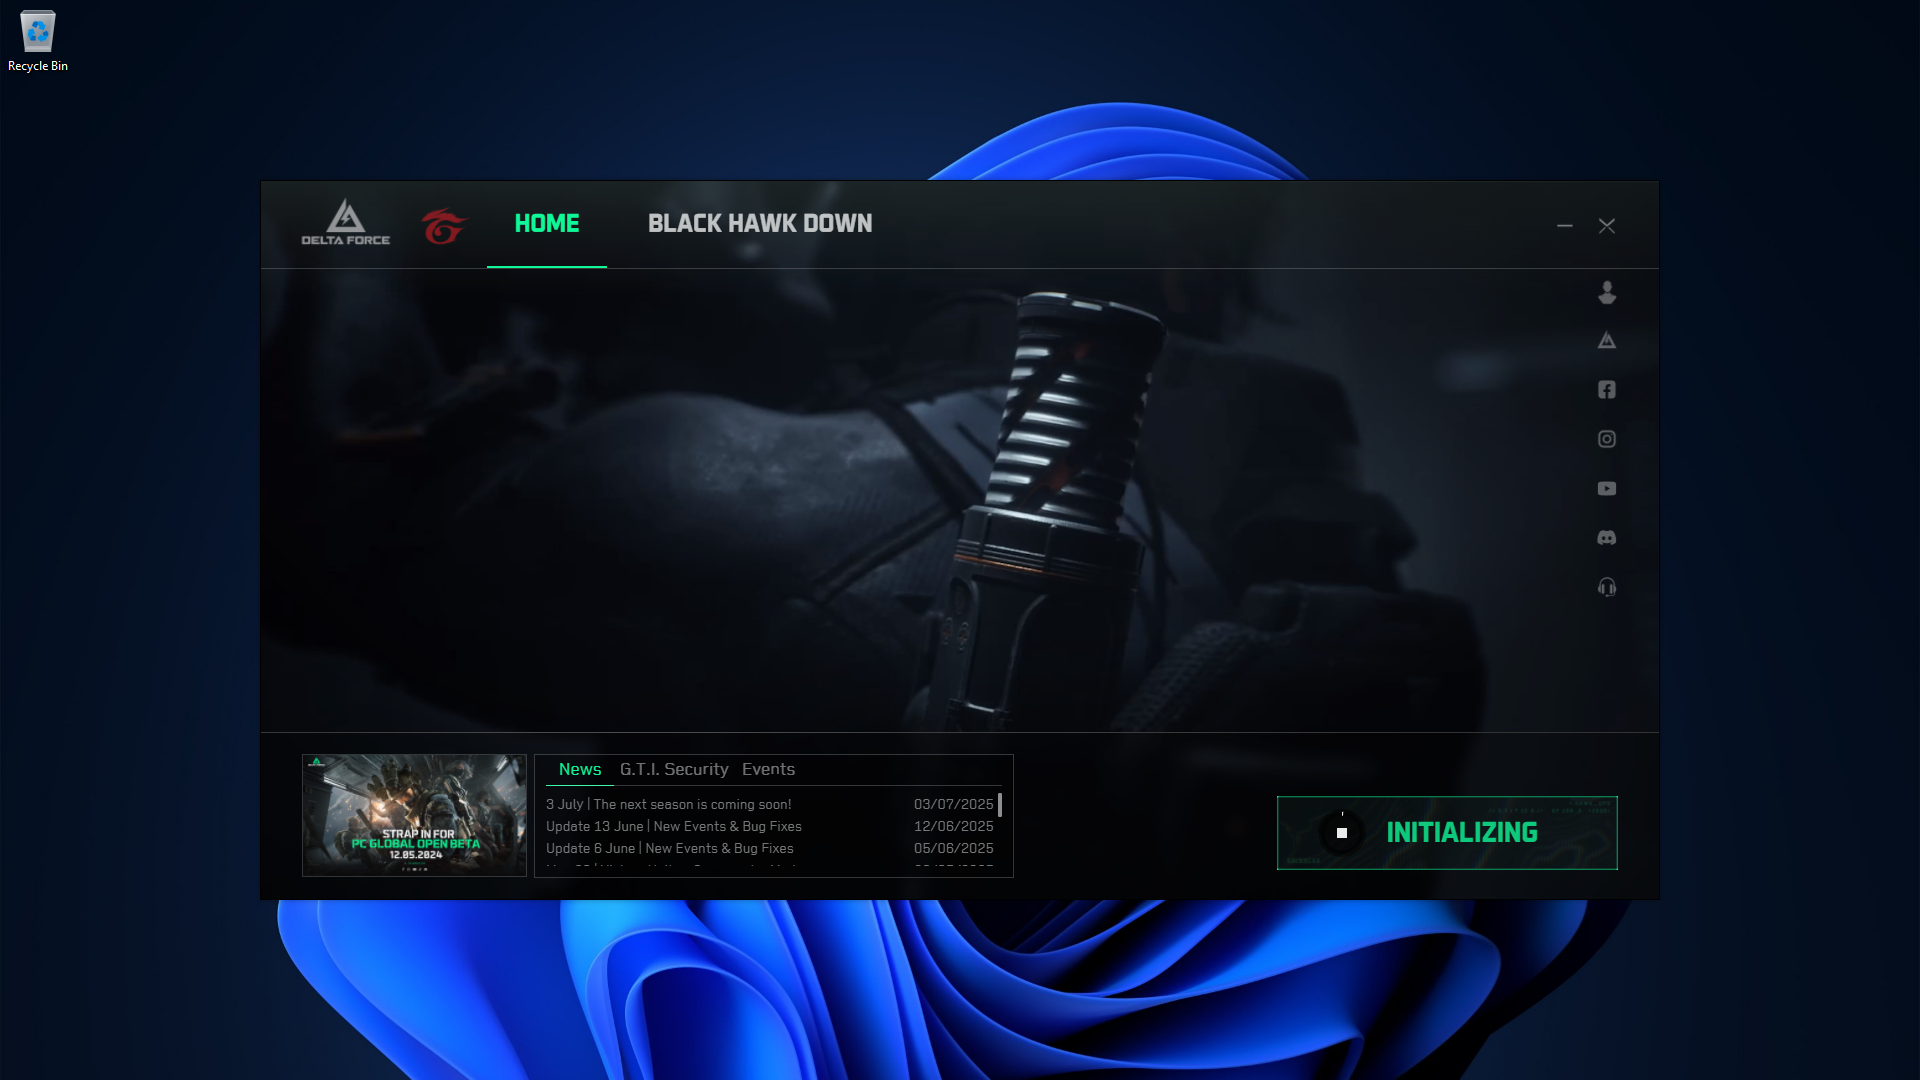 Recycle Bin
DELTA FORCE
HOME
BLACK HAWK DOWN
STRAP IN FOR
PC GLOBAL OPEN BETA
12.05.2024
News G.T.I. Security Events
3 July | The next season is coming soon! 03/07/2025
Update 13 June | New Events & Bug Fixes 12/06/2025
Update 6 June | New Events & Bug Fixes 05/06/2025
INITIALIZING